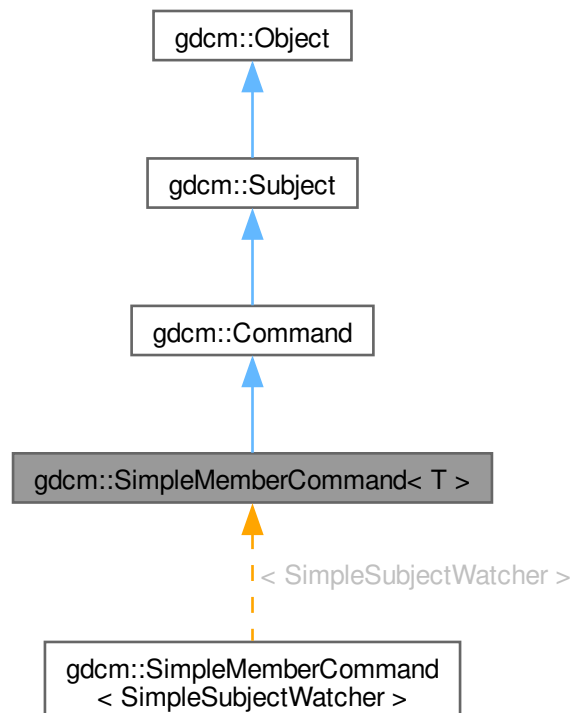 gdcm::Object
gdcm::Subject
gdcm::Command
gdcm::SimpleMemberCommand< T >
< SimpleSubjectWatcher >
gdcm::SimpleMemberCommand
< SimpleSubjectWatcher >